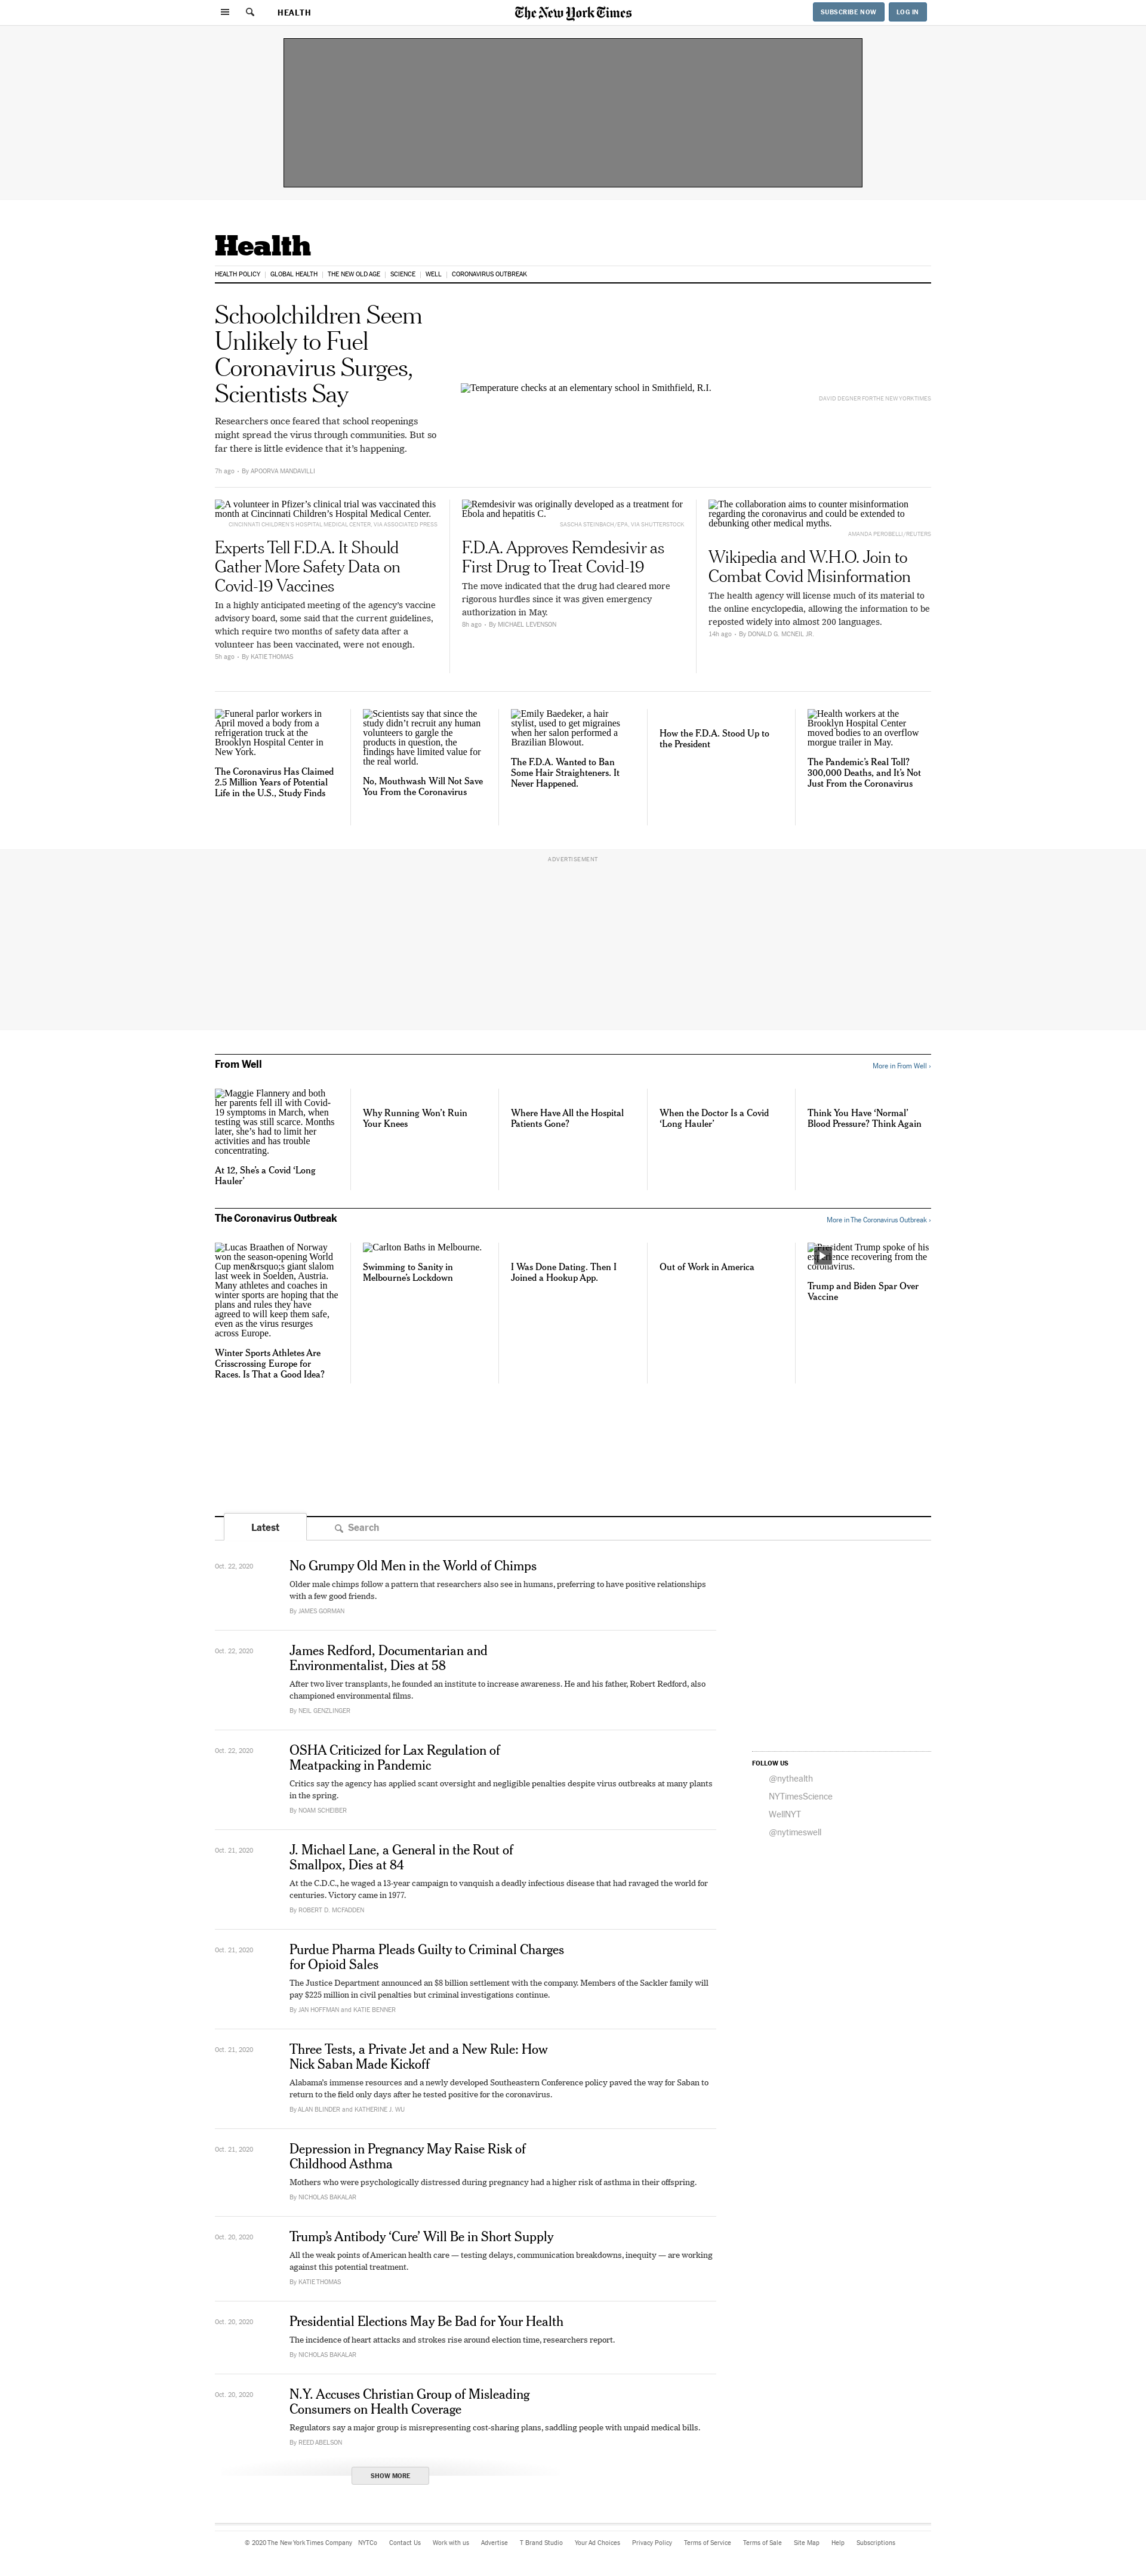 HEALTH
The New York Times
SUBSCRIBE NOW
LOG IN
Health
HEALTH POLICY
GLOBAL HEALTH
THE NEW OLD AGE
SCIENCE
WELL
CORONAVIRUS OUTBREAK
Schoolchildren Seem
Unlikely to Fuel
Coronavirus Surges,
Scientists Say
Researchers once feared that school reopenings
might spread the virus through communities. But so
far there is little evidence that it’s happening.
7h ago - By APOORVA MANDAVILLI
Temperature checks at an elementary school in Smithfield, R.I.
DAVID DEGNER FOR THE NEW YORK TIMES
A volunteer in Pfizer’s clinical trial was vaccinated this
month at Cincinnati Children’s Hospital Medical Center.
CINCINNATI CHILDREN'S HOSPITAL MEDICAL CENTER, VIA ASSOCIATED PRESS
Experts Tell F.D.A. It Should
Gather More Safety Data on
Covid-19 Vaccines
In a highly anticipated meeting of the agency’s vaccine
advisory board, some said that the current guidelines,
which require two months of safety data after a
volunteer has been vaccinated, were not enough.
5h ago - By KATIE THOMAS
Remdesivir was originally developed as a treatment for
Ebola and hepatitis C.
SASCHA STEINBACH/EPA, VIA SHUTTERSTOCK
F.D.A. Approves Remdesivir as
First Drug to Treat Covid-19
The move indicated that the drug had cleared more
rigorous hurdles since it was given emergency
authorization in May.
8h ago - By MICHAEL LEVENSON
The collaboration aims to counter misinformation
regarding the coronavirus and could be extended to
debunking other medical myths.
AMANDA PEROBELLI/REUTERS
Wikipedia and W.H.O. Join to
Combat Covid Misinformation
The health agency will license much of its material to
the online encyclopedia, allowing the information to be
reposted widely into almost 200 languages.
14h ago - By DONALD G. MCNEIL JR.
Funeral parlor workers in
April moved a body from a
refrigeration truck at the
Brooklyn Hospital Center in
New York.
The Coronavirus Has Claimed
2.5 Million Years of Potential
Life in the U.S., Study Finds
Scientists say that since the
study didn’t recruit any human
volunteers to gargle the
products in question, the
findings have limited value for
the real world.
No, Mouthwash Will Not Save
You From the Coronavirus
Emily Baedeker, a hair
stylist, used to get migraines
when her salon performed a
Brazilian Blowout.
The F.D.A. Wanted to Ban
Some Hair Straighteners. It
Never Happened.
How the F.D.A. Stood Up to
the President
Health workers at the
Brooklyn Hospital Center
moved bodies to an overflow
morgue trailer in May.
The Pandemic’s Real Toll?
300,000 Deaths, and It’s Not
Just From the Coronavirus
ADVERTISEMENT
From Well
More in From Well ›
Maggie Flannery and both
her parents fell ill with Covid-
19 symptoms in March, when
testing was still scarce. Months
later, she’s had to limit her
activities and has trouble
concentrating.
At 12, She’s a Covid ‘Long
Hauler’
Why Running Won’t Ruin
Your Knees
Where Have All the Hospital
Patients Gone?
When the Doctor Is a Covid
‘Long Hauler’
Think You Have ‘Normal’
Blood Pressure? Think Again
The Coronavirus Outbreak
More in The Coronavirus Outbreak ›
Lucas Braathen of Norway
won the season-opening World
Cup men&rsquo;s giant slalom
last week in Soelden, Austria.
Many athletes and coaches in
winter sports are hoping that the
plans and rules they have
agreed to will keep them safe,
even as the virus resurges
across Europe.
Winter Sports Athletes Are
Crisscrossing Europe for
Races. Is That a Good Idea?
Carlton Baths in Melbourne.
Swimming to Sanity in
Melbourne’s Lockdown
I Was Done Dating. Then I
Joined a Hookup App.
Out of Work in America
President Trump spoke of his
recovering from the
coronavirus.
Trump and Biden Spar Over
Vaccine
Latest
Search
Oct. 22, 2020
No Grumpy Old Men in the World of Chimps
Older male chimps follow a pattern that researchers also see in humans, preferring to have positive relationships
with a few good friends.
By JAMES GORMAN
Oct. 22, 2020
James Redford, Documentarian and
Environmentalist, Dies at 58
After two liver transplants, he founded an institute to increase awareness. He and his father, Robert Redford, also
championed environmental films.
By NEIL GENZLINGER
Oct. 22, 2020
OSHA Criticized for Lax Regulation of
Meatpacking in Pandemic
Critics say the agency has applied scant oversight and negligible penalties despite virus outbreaks at many plants
in the spring.
By NOAM SCHEIBER
FOLLOW US
@nythealth
NYTimesScience
WellNYT
@nytimeswell
Oct. 21, 2020
J. Michael Lane, a General in the Rout of
Smallpox, Dies at 84
At the C.D.C., he waged a 13-year campaign to vanquish a deadly infectious disease that had ravaged the world for
centuries. Victory came in 1977.
By ROBERT D. MCFADDEN
Oct. 21, 2020
Purdue Pharma Pleads Guilty to Criminal Charges
for Opioid Sales
The Justice Department announced an $8 billion settlement with the company. Members of the Sackler family will
pay $225 million in civil penalties but criminal investigations continue.
By JAN HOFFMAN and KATIE BENNER
Oct. 21, 2020
Three Tests, a Private Jet and a New Rule: How
Nick Saban Made Kickoff
Alabama’s immense resources and a newly developed Southeastern Conference policy paved the way for Saban to
return to the field only days after he tested positive for the coronavirus.
By ALAN BLINDER and KATHERINE J. WU
Oct. 21, 2020
Depression in Pregnancy May Raise Risk of
Childhood Asthma
Mothers who were psychologically distressed during pregnancy had a higher risk of asthma in their offspring.
By NICHOLAS BAKALAR
Oct. 20, 2020
Trump’s Antibody ‘Cure’ Will Be in Short Supply
All the weak points of American health care — testing delays, communication breakdowns, inequity — are working
against this potential treatment.
By KATIE THOMAS
Oct. 20, 2020
Presidential Elections May Be Bad for Your Health
The incidence of heart attacks and strokes rise around election time, researchers report.
By NICHOLAS BAKALAR
Oct. 20, 2020
N.Y. Accuses Christian Group of Misleading
Consumers on Health Coverage
Regulators say a major group is misrepresenting cost-sharing plans, saddling people with unpaid medical bills.
By REED ABELSON
SHOW MORE
© 2020 The New York Times Company NYTCo Contact Us Work with us Advertise T Brand Studio Your Ad Choices Privacy Policy Terms of Service Terms of Sale Site Map Help Subscriptions